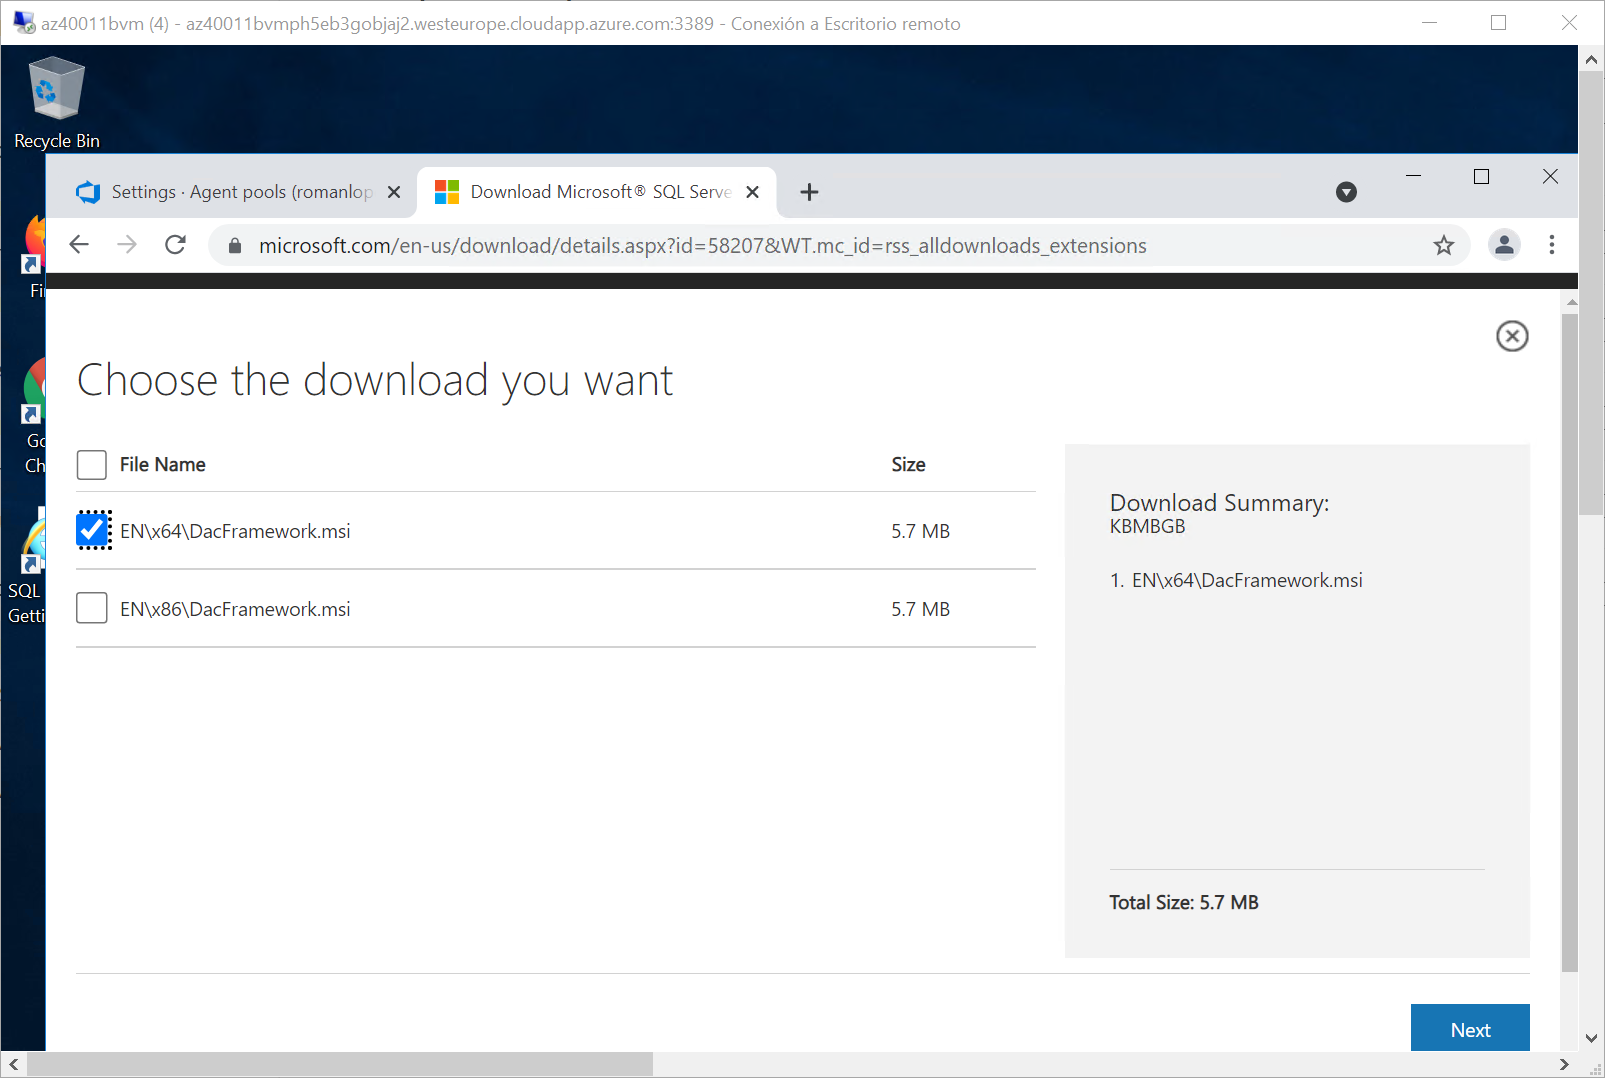 az40011bvm (4) - az40011bvmph5eb3gobjaj2.westeurope.cloudapp.azure.com:3389 - Conexión a Escritorio remoto
Recycle Bin
Settings · Agent pools (romanlop
Download Microsoft® SQL Serve
microsoft.com/en-us/download/details.aspx?id=58207&WT.mc_id=rss_alldownloads_extensions
Fi
Go
Ch
SQL
Getti
Choose the download you want
File Name Size
EN\x64\DacFramework.msi 5.7 MB
EN\x86\DacFramework.msi 5.7 MB
Download Summary:
KBMBGB
1. EN\x64\DacFramework.msi
Total Size: 5.7 MB
Next